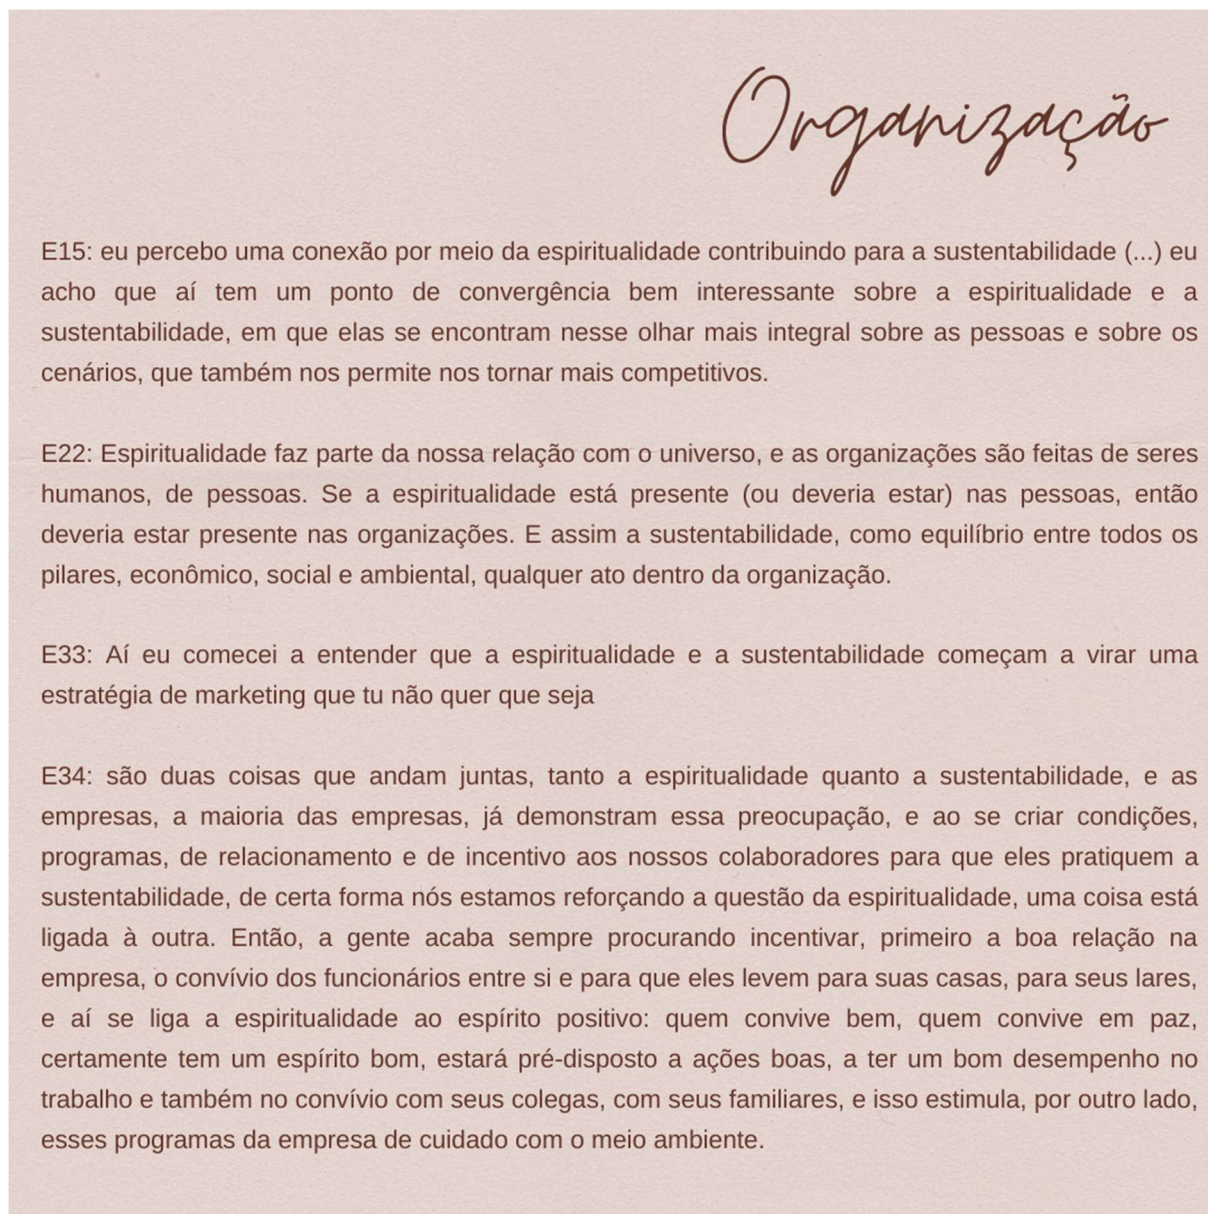 Organização
E15: eu percebo uma conexão por meio da espiritualidade contribuindo para a sustentabilidade (...) eu
acho que aí tem um ponto de convergência bem interessante sobre a espiritualidade e a
sustentabilidade, em que elas se encontram nesse olhar mais integral sobre as pessoas e sobre os
cenários, que também nos permite nos tornar mais competitivos.
E22: Espiritualidade faz parte da nossa relação com o universo, e as organizações são feitas de seres
humanos, de pessoas. Se a espiritualidade está presente (ou deveria estar) nas pessoas, então
deveria estar presente nas organizações. E assim a sustentabilidade, como equilíbrio entre todos os
pilares, econômico, social e ambiental, qualquer ato dentro da organização.
E33: Aí eu comecei a entender que a espiritualidade e a sustentabilidade começam a virar uma
estratégia de marketing que tu não quer que seja
E34: são duas coisas que andam juntas, tanto a espiritualidade quanto a sustentabilidade, e as
empresas, a maioria das empresas, já demonstram essa preocupação, e ao se criar condições,
programas, de relacionamento e de incentivo aos nossos colaboradores para que eles pratiquem a
sustentabilidade, de certa forma nós estamos reforçando a questão da espiritualidade, uma coisa está
ligada à outra. Então, a gente acaba sempre procurando incentivar, primeiro a boa relação na
empresa, o convívio dos funcionários entre si e para que eles levem para suas casas, para seus lares,
e aí se liga a espiritualidade ao espírito positivo: quem convive bem, quem convive em paz,
certamente tem um espírito bom, estará pré-disposto a ações boas, a ter um bom desempenho no
trabalho e também no convívio com seus colegas, com seus familiares, e isso estimula, por outro lado,
esses programas da empresa de cuidado com o meio ambiente.